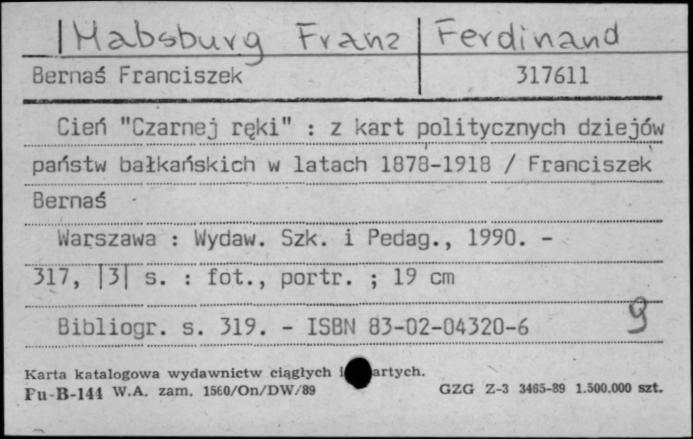 Habsburg Franz Ferdinand
Bernaś Franciszek 317611
Cień "Czarnej ręki" : z kart politycznych dziejów
państw bałkańskich w latach 1878-1918 / Franciszek
Bernaś
Warszawa : Wydaw. Szk. i Pedag., 1990. -
317, |3| s. : fot., portr. ; 19 cm
Bibliogr. s. 319. - ISBN 83-02-04320-6
9
Karta katalogowa wydawnictw ciągłych i artych.
Pu-B-144 W.A. zam. 1560/On/DW/89 GZG Z-3 3465-89 1.500.000 szt.